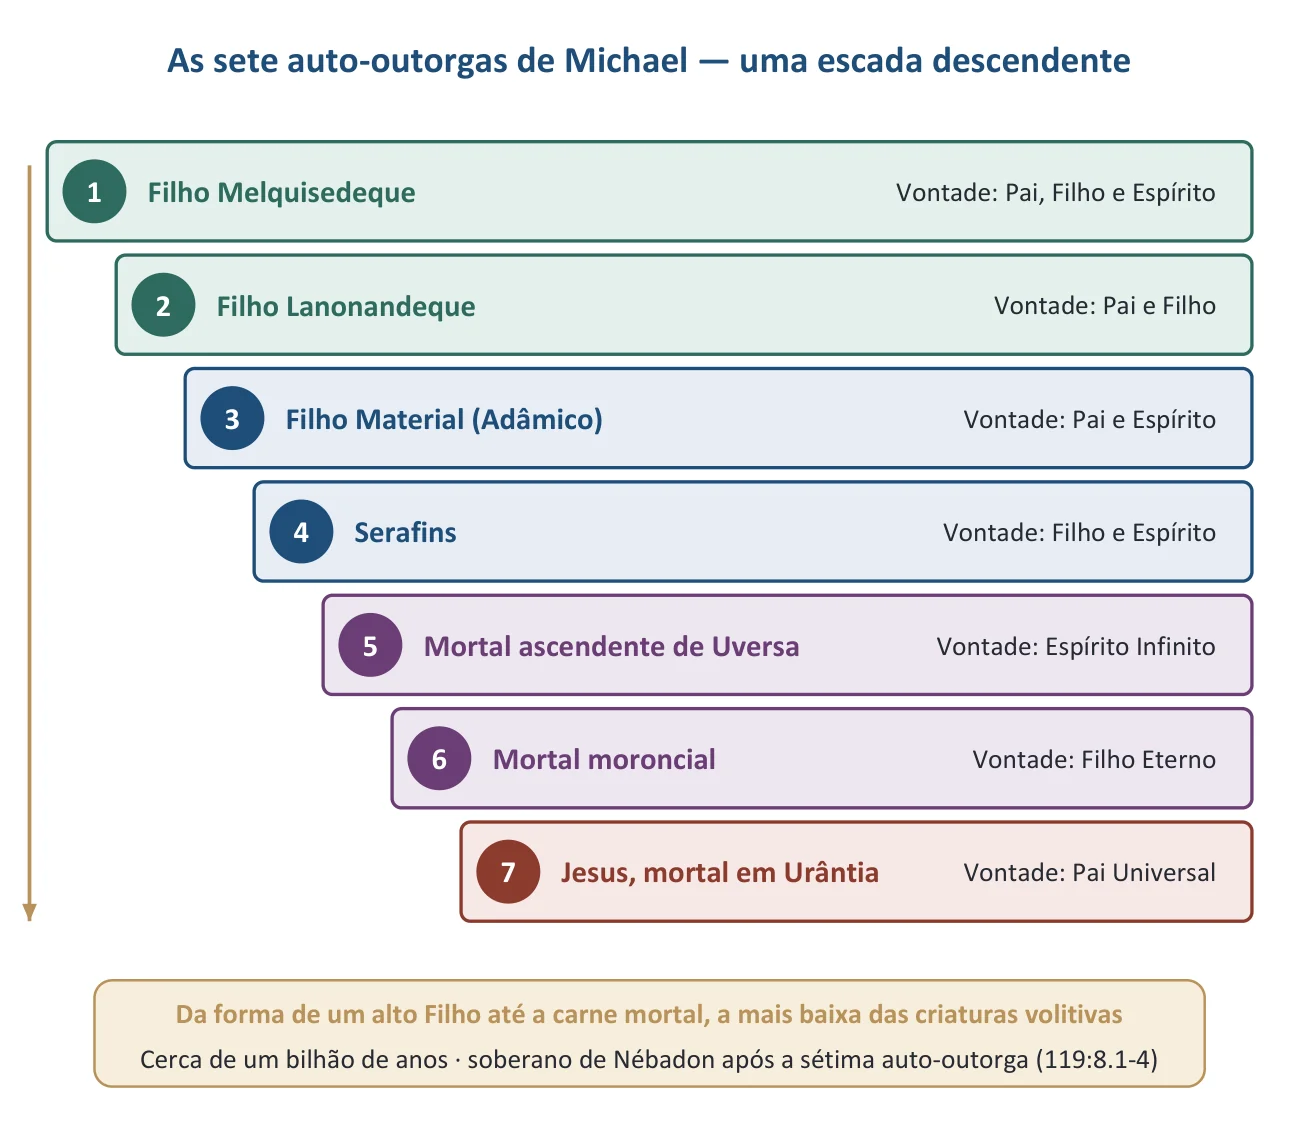 As sete auto-outorgas de Michael — uma escada descendente
1 Filho Melquisedeque Vontade: Pai, Filho e Espírito
2 Filho Lanonandeque Vontade: Pai e Filho
3 Filho Material (Adâmico) Vontade: Pai e Espírito
4 Serafins Vontade: Filho e Espírito
5 Mortal ascendente de Uversa Vontade: Espírito Infinito
6 Mortal moroncial Vontade: Filho Eterno
7 Jesus, mortal em Urântia Vontade: Pai Universal
Da forma de um alto Filho até a carne mortal, a mais baixa das criaturas volitivas
Cerca de um bilhão de anos · soberano de Nébadon após a sétima auto-outorga (119:8.1-4)